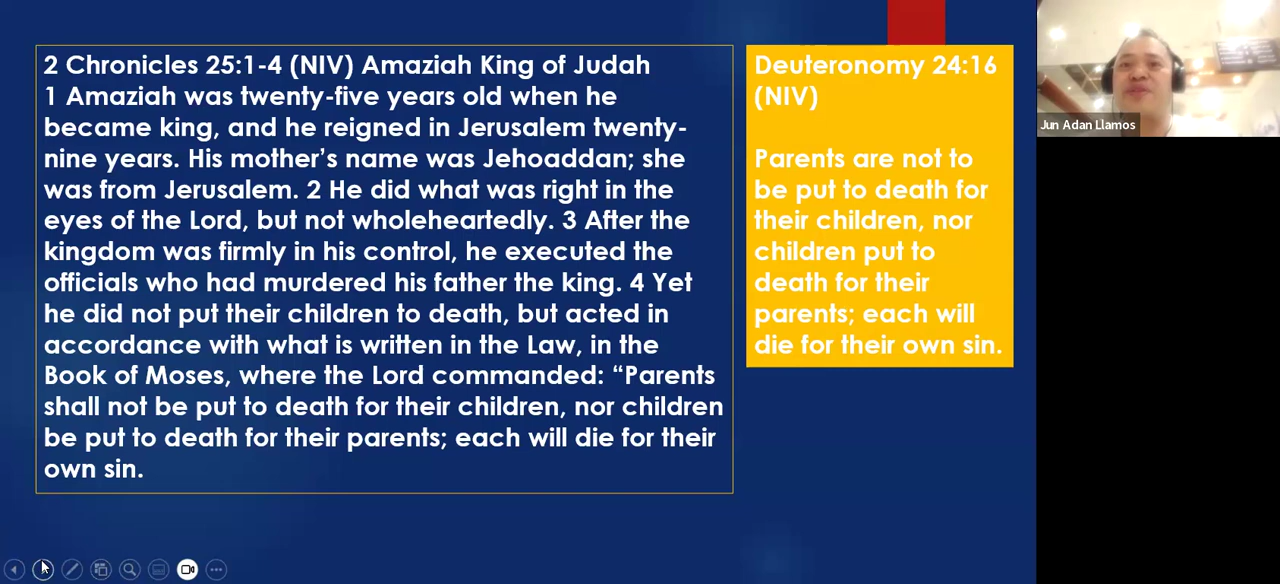 2 Chronicles 25:1-4 (NIV) Amaziah King of Judah
1 Amaziah was twenty-five years old when he
became king, and he reigned in Jerusalem twenty-
nine years. His mother’s name was Jehoaddan; she
was from Jerusalem. 2 He did what was right in the
eyes of the Lord, but not wholeheartedly. 3 After the
kingdom was firmly in his control, he executed the
officials who had murdered his father the king. 4 Yet
he did not put their children to death, but acted in
accordance with what is written in the Law, in the
Book of Moses, where the Lord commanded: “Parents
shall not be put to death for their children, nor children
be put to death for their parents; each will die for their
own sin.
Deuteronomy 24:16
(NIV)
Parents are not to
be put to death for
their children, nor
children put to
death for their
parents; each will
die for their own sin.
Jun Adan Llamos